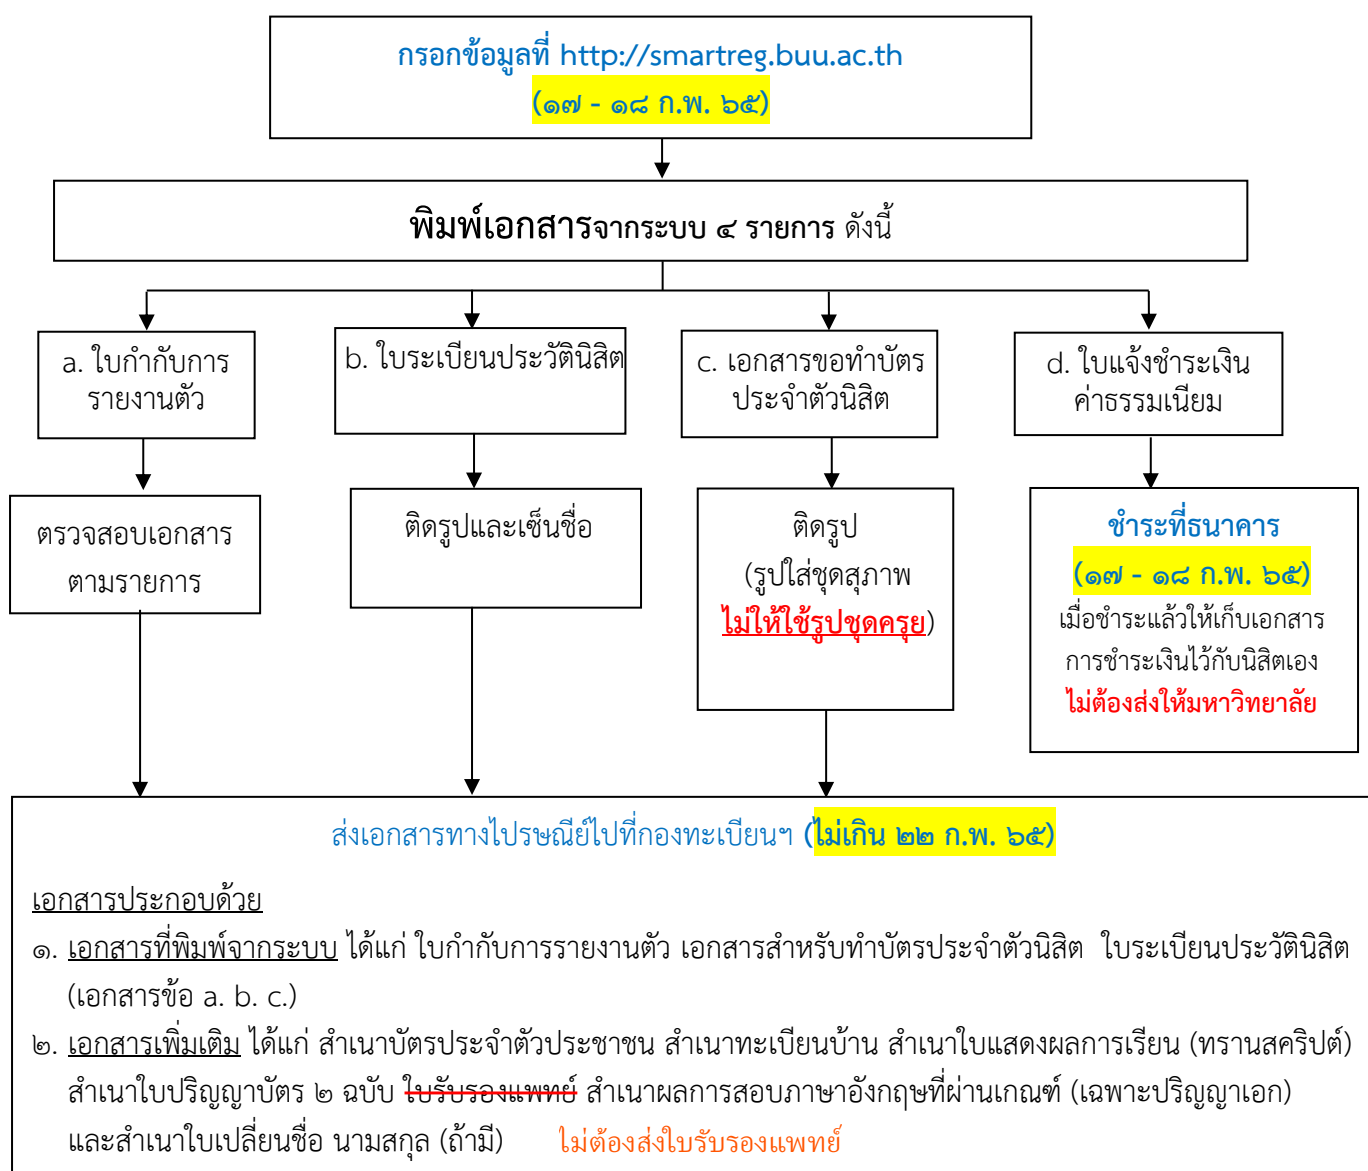 กรอกข้อมูลที่ http://smartreg.buu.ac.th
(๑๗ - ๑๘ ก.พ. ๖๕)
พิมพ์เอกสารจากระบบ ๔ รายการ ดังนี้
a. ใบกำกับการ
รายงานตัว
b. ใบระเบียนประวัตินิสิต
c. เอกสารขอทำบัตร
ประจำตัวนิสิต
d. ใบแจ้งชำระเงิน
ค่าธรรมเนียม
ตรวจสอบเอกสาร
ตามรายการ
ติดรูปและเซ็นชื่อ
ติดรูป
(รูปใส่ชุดสุภาพ
ไม่ให้ใช้รูปชุดครุย)
ชำระที่ธนาคาร
(๑๗ - ๑๘ ก.พ. ๖๕)
เมื่อชำระแล้วให้เก็บเอกสาร
การชำระเงินไว้กับนิสิตเอง
ไม่ต้องส่งให้มหาวิทยาลัย
ส่งเอกสารทางไปรษณีย์ไปที่กองทะเบียนฯ (ไม่เกิน ๒๒ ก.พ. ๖๕)
เอกสารประกอบด้วย
๑. เอกสารที่พิมพ์จากระบบ ได้แก่ ใบกำกับการรายงานตัว เอกสารสำหรับทำบัตรประจำตัวนิสิต ใบระเบียนประวัตินิสิต
(เอกสารข้อ a. b. c.)
๒. เอกสารเพิ่มเติม ได้แก่ สำเนาบัตรประจำตัวประชาชน สำเนาทะเบียนบ้าน สำเนาใบแสดงผลการเรียน (ทรานสคริปต์)
สำเนาใบปริญญาบัตร ๒ ฉบับ ใบรับรองแพทย์ สำเนาผลการสอบภาษาอังกฤษที่ผ่านเกณฑ์ (เฉพาะปริญญาเอก)
และสำเนาใบเปลี่ยนชื่อ นามสกุล (ถ้ามี) ไม่ต้องส่งใบรับรองแพทย์